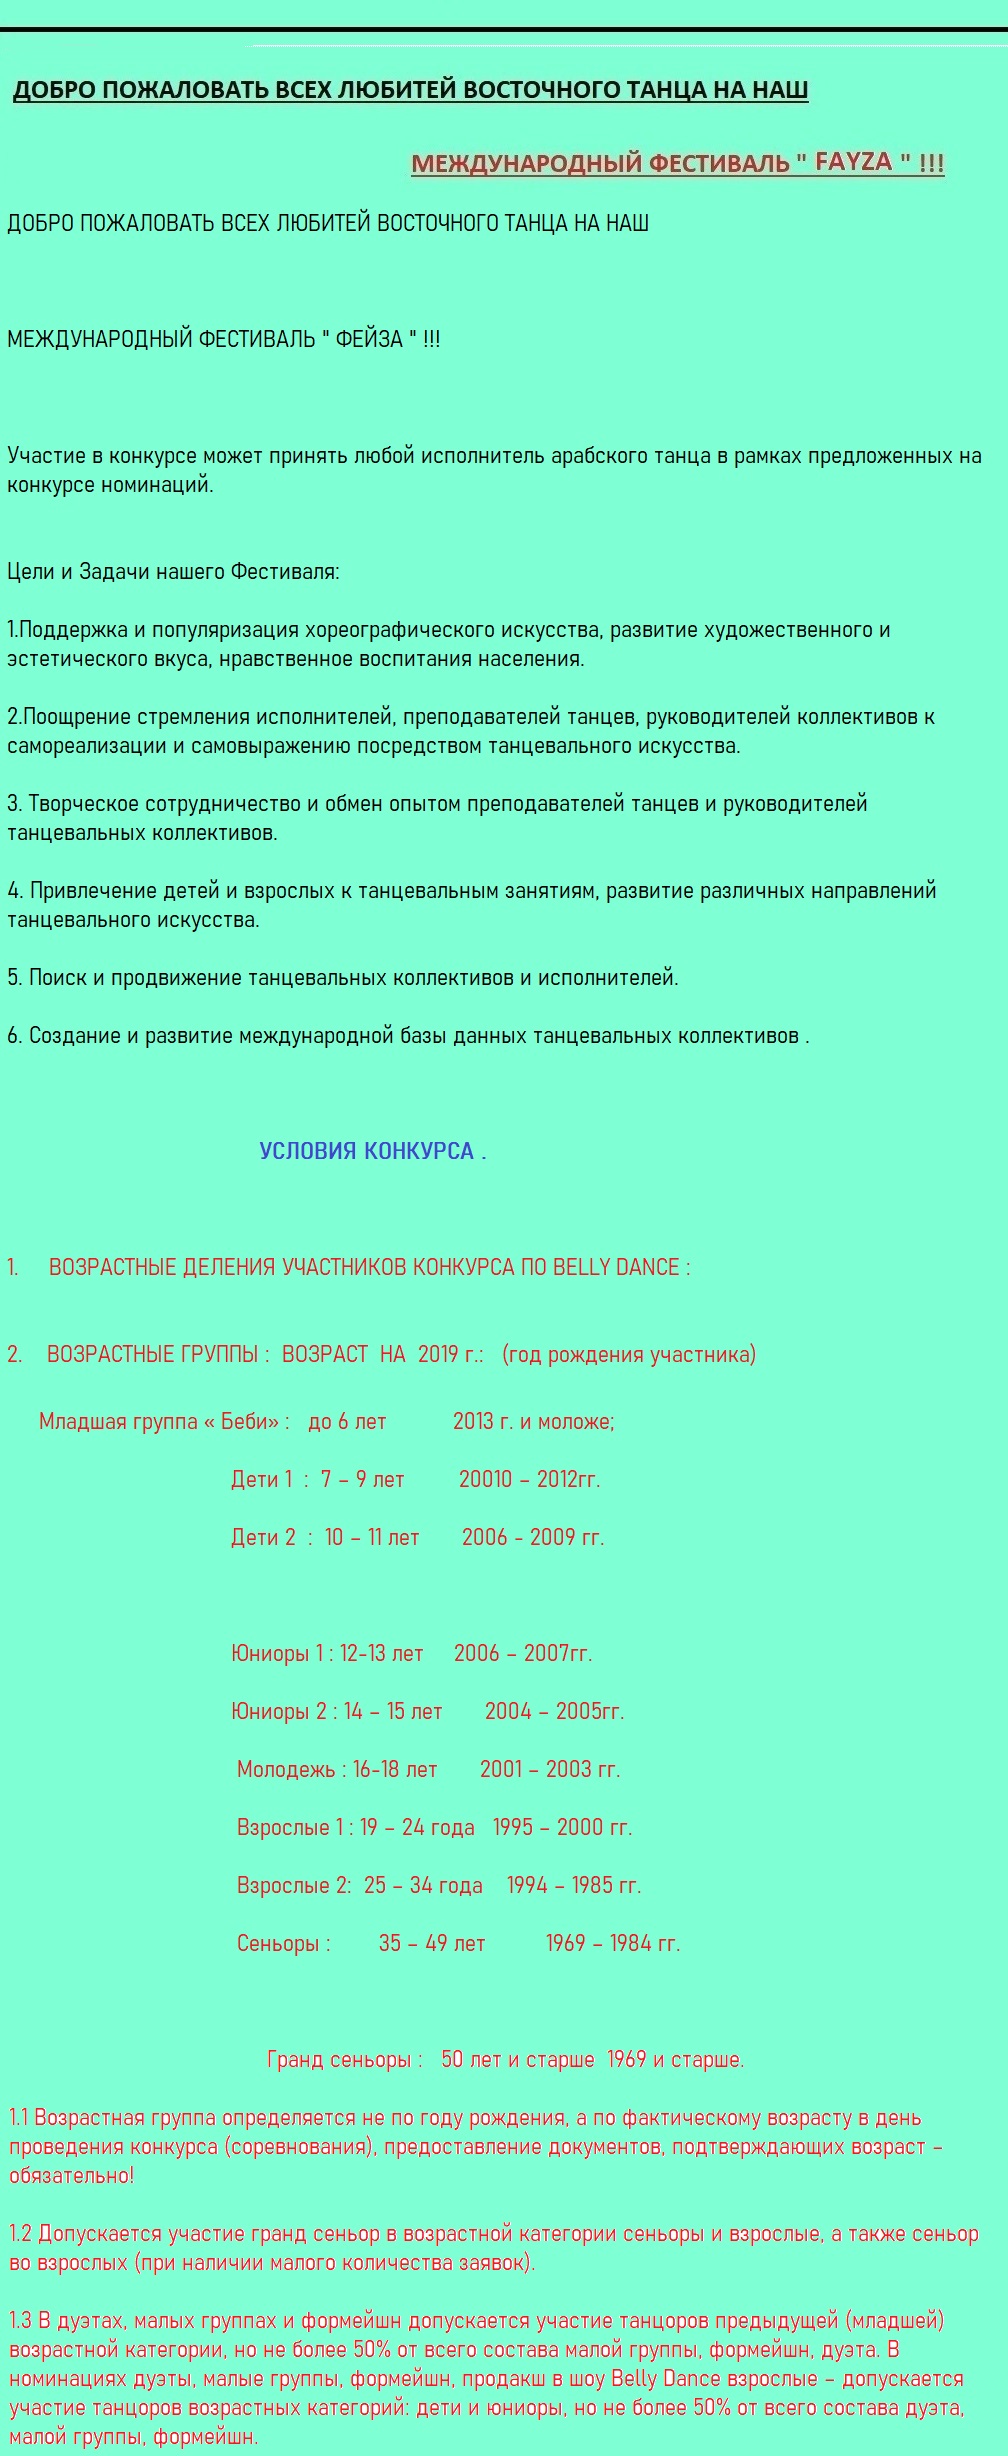 ДОБРО ПОЖАЛОВАТЬ ВСЕХ ЛЮБИТЕЙ ВОСТОЧНОГО ТАНЦА НА НАШ
МЕЖДУНАРОДНЫЙ ФЕСТИВАЛЬ " FAYZA " !!!
ДОБРО ПОЖАЛОВАТЬ ВСЕХ ЛЮБИТЕЙ ВОСТОЧНОГО ТАНЦА НА НАШ
МЕЖДУНАРОДНЫЙ ФЕСТИВАЛЬ " ФЕЙЗА " !!!
Участие в конкурсе может принять любой исполнитель арабского танца в рамках предложенных на
конкурсе номинаций.
Цели и Задачи нашего Фестиваля:
1.Поддержка и популяризация хореографического искусства, развитие художественного и
эстетического вкуса, нравственное воспитания населения.
2.Поощрение стремления исполнителей, преподавателей танцев, руководителей коллективов к
самореализации и самовыражению посредством танцевального искусства.
3. Творческое сотрудничество и обмен опытом преподавателей танцев и руководителей
танцевальных коллективов.
4. Привлечение детей и взрослых к танцевальным занятиям, развитие различных направлений
танцевального искусства.
5. Поиск и продвижение танцевальных коллективов и исполнителей.
6. Создание и развитие международной базы данных танцевальных коллективов .
УСЛОВИЯ КОНКУРСА .
1. ВОЗРАСТНЫЕ ДЕЛЕНИЯ УЧАСТНИКОВ КОНКУРСА ПО BELLY DANCE :
2. ВОЗРАСТНЫЕ ГРУППЫ : ВОЗРАСТ НА 2019 г.: (год рождения участника)
Младшая группа « Беби» : до 6 лет 2013 г. и моложе;
Дети 1 : 7 – 9 лет 20010 – 2012гг.
Дети 2 : 10 – 11 лет 2006 - 2009 гг.
Юниоры 1 : 12-13 лет 2006 – 2007гг.
Юниоры 2 : 14 – 15 лет 2004 – 2005гг.
Молодежь : 16-18 лет 2001 – 2003 гг.
Взрослые 1 : 19 – 24 года 1995 – 2000 гг.
Взрослые 2: 25 – 34 года 1994 – 1985 гг.
Сеньоры : 35 – 49 лет 1969 – 1984 гг.
Гранд сеньоры : 50 лет и старше 1969 и старше.
1.1 Возрастная группа определяется не по году рождения, а по фактическому возрасту в день
проведения конкурса (соревнования), предоставление документов, подтверждающих возраст –
обязательно!
1.2 Допускается участие гранд сеньор в возрастной категории сеньоры и взрослые, а также сеньор
во взрослых (при наличии малого количества заявок).
1.3 В дуэтах, малых группах и формейшн допускается участие танцоров предыдущей (младшей)
возрастной категории, но не более 50% от всего состава малой группы, формейшн, дуэта. В
номинациях дуэты, малые группы, формейшн, продакш в шоу Belly Dance взрослые – допускается
участие танцоров возрастных категорий: дети и юниоры, но не более 50% от всего состава дуэта,
малой группы, формейшн.